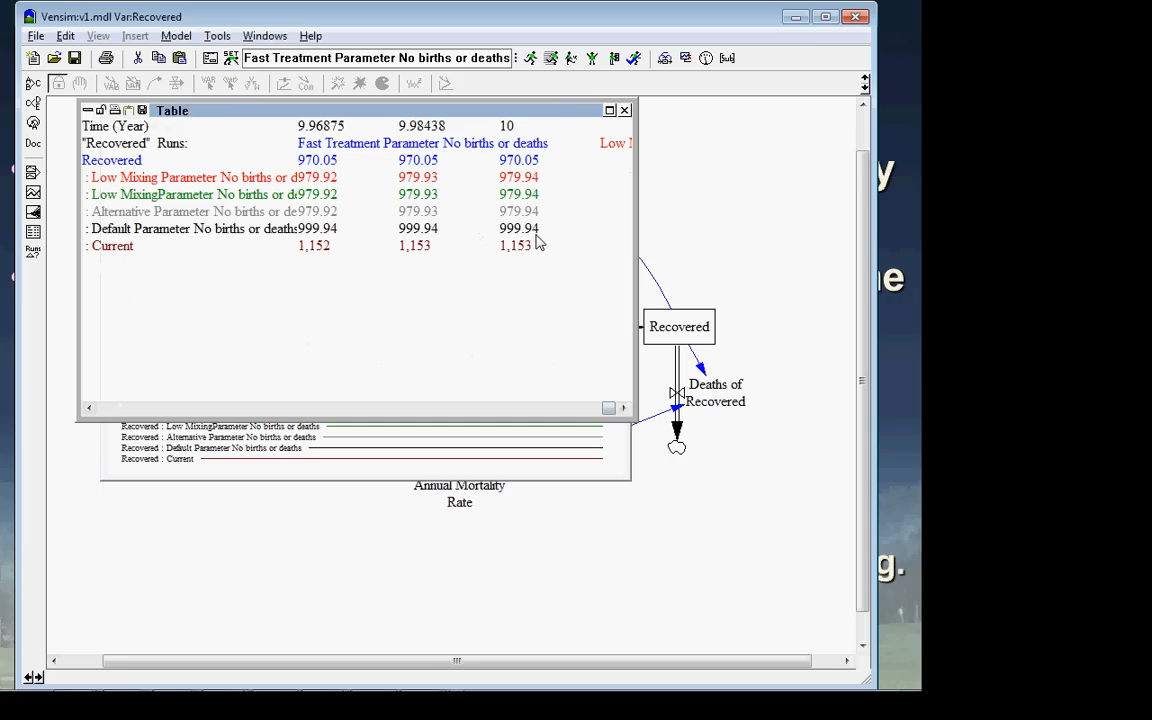 Vensim:v1.mdl Var:Recovered
File Edit View Insert Model Tools Windows Help
Fast Treatment Parameter No births or deaths
Doc
Runs
Table
Time (Year) 9.96875 9.98438 10
"Recovered" Runs: Fast Treatment Parameter No births or deaths Low M
Recovered 970.05 970.05 970.05
: Low Mixing Parameter No births or d 979.92 979.93 979.94
: Low MixingParameter No births or de 979.92 979.93 979.94
: Alternative Parameter No births or de 979.92 979.93 979.94
: Default Parameter No births or deaths 999.94 999.94 999.94
: Current 1,152 1,153 1,153
Recovered : Low MixingParameter No births or deaths
Recovered : Alternative Parameter No births or deaths
Recovered : Default Parameter No births or deaths
Recovered : Current
Annual Mortality
Rate
Recovered
Deaths of
Recovered
y
ne
g.